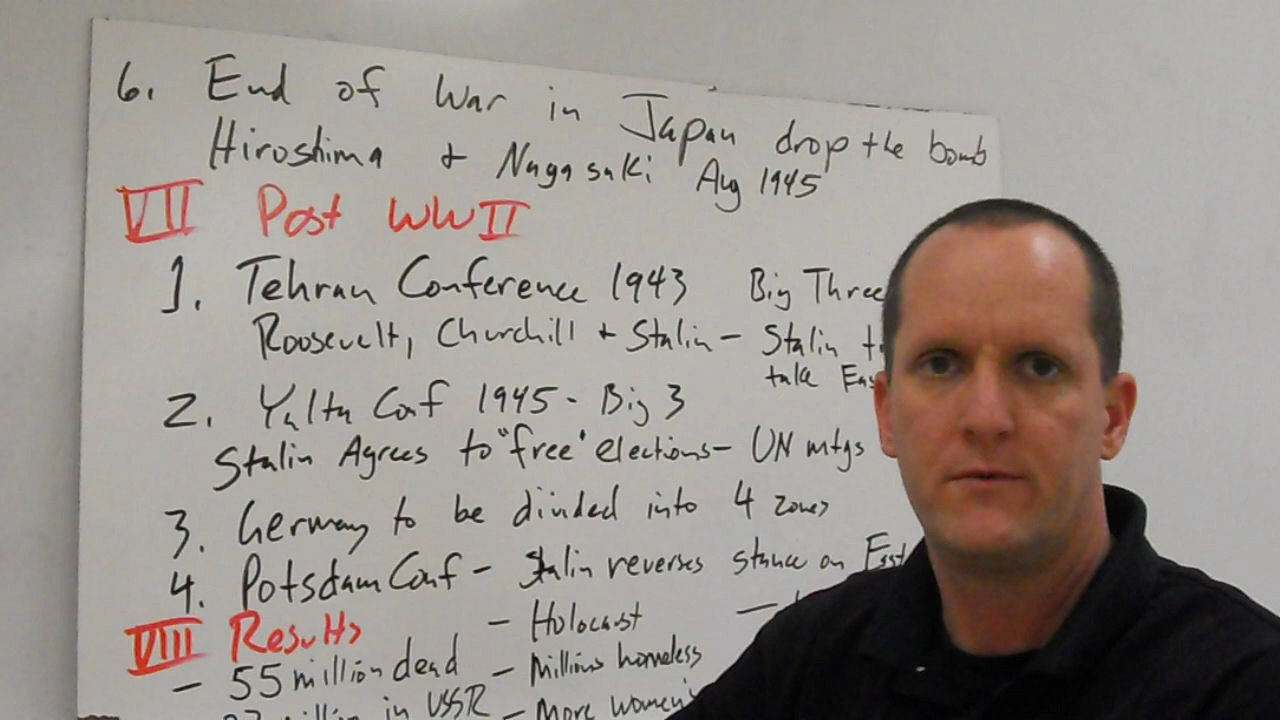 6. End of War in Japan drop the bomb
Hiroshima + Nagasaki Aug 1945
VII Post WWII
1. Tehran Conference 1943 Big Three
Roosevelt, Churchill + Stalin - Stalin
take
2. Yalta Conf 1945 - Big 3
Stalin Agrees to "free" elections - UN mtgs
3. Germany to be divided into 4 zones
4. Potsdam Conf - Stalin reverses stance on East
VIII Results - Holocaust
- 55 million dead - Millions homeless
in USSR - More women's